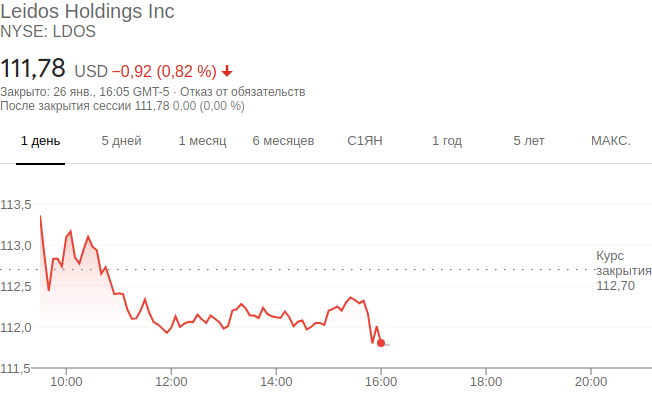 Leidos Holdings Inc
NYSE: LDOS
111,78 USD −0,92 (0,82 %)
Закрыто: 26 янв., 16:05 GMT-5 · Отказ от обязательств
После закрытия сессии 111,78 0,00 (0,00 %)
1 день 5 дней 1 месяц 6 месяцев С1ЯН 1 год 5 лет МАКС.
113,5
113,0
112,5
112,0
111,5
Курс
закрытия
112,70
10:00 12:00 14:00 16:00 18:00 20:00